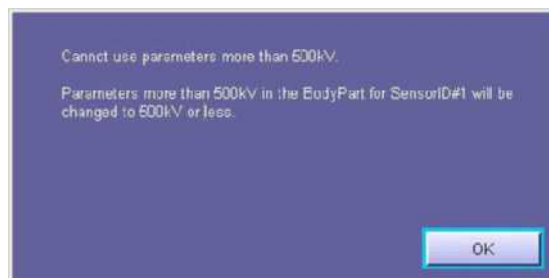 Cannot use parameters more than 500kV.
Parameters more than 500kV in the BodyPart for SensorID#1 will be
changed to 500kV or less.
OK